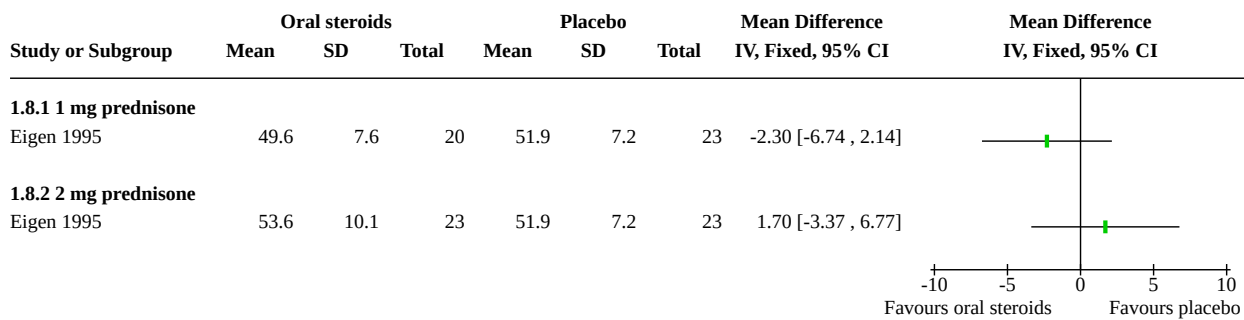 Oral steroids Placebo Mean Difference Mean Difference
Study or Subgroup Mean SD Total Mean SD Total IV, Fixed, 95% CI IV, Fixed, 95% CI
1.8.1 1 mg prednisone
Eigen 1995 49.6 7.6 20 51.9 7.2 23 -2.30 [-6.74 , 2.14]
1.8.2 2 mg prednisone
Eigen 1995 53.6 10.1 23 51.9 7.2 23 1.70 [-3.37 , 6.77]
-10 -5 0 5 10
Favours oral steroids Favours placebo